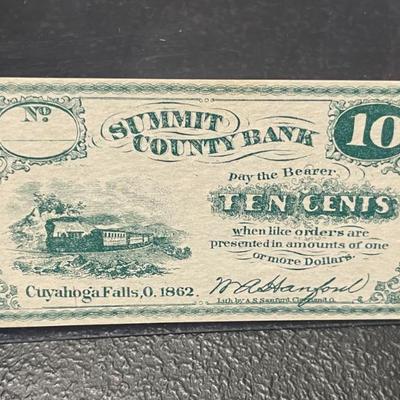 No.
SUMMIT
COUNTY BANK
10
pay the Bearer
TEN CENTS
when like orders are
presented in amounts of one
or more Dollars.
Cuyahoga Falls, O. 1862.
Lith. by A. S. Sanford, Cleveland, O.